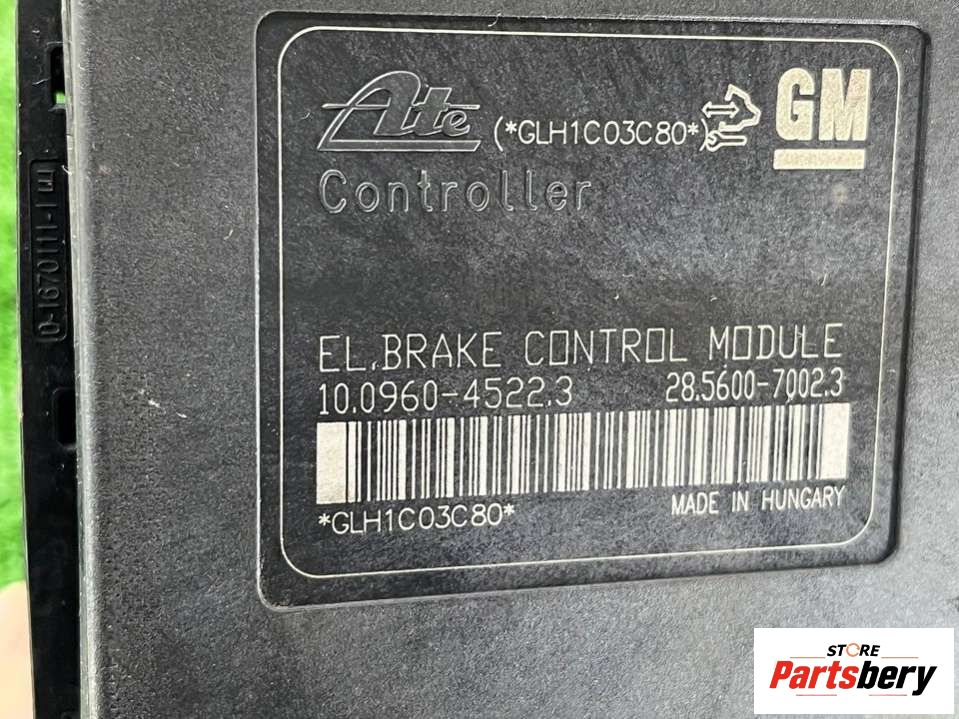 Ate (*GLH1C03C80*) GM
Controller
EL.BRAKE CONTROL MODULE
10.0960-4522.3 28.5600-7002.3
*GLH1C03C80* MADE IN HUNGARY
STORE
Partsbery